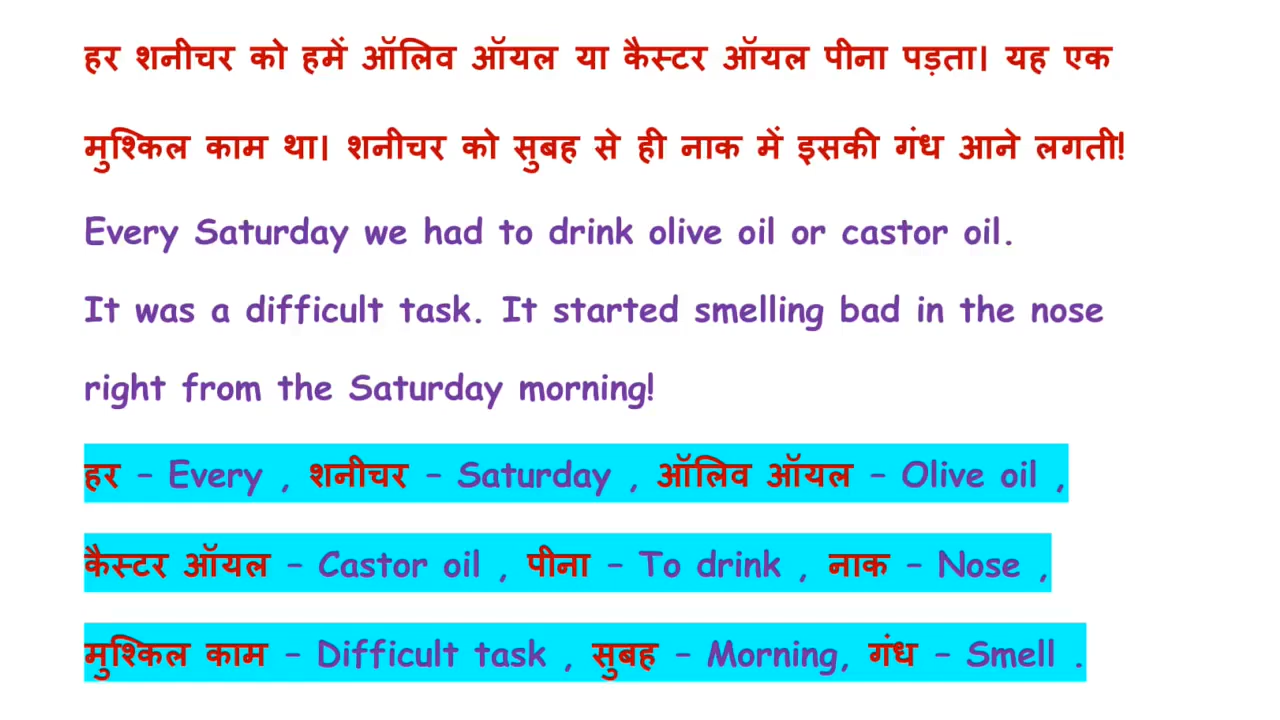 हर शनीचर को हमें ऑलिव ऑयल या कैस्टर ऑयल पीना पड़ता। यह एक
मुश्किल काम था। शनीचर को सुबह से ही नाक में इसकी गंध आने लगती!
Every Saturday we had to drink olive oil or castor oil.
It was a difficult task. It started smelling bad in the nose
right from the Saturday morning!
हर – Every , शनीचर – Saturday , ऑलिव ऑयल – Olive oil ,
कैस्टर ऑयल – Castor oil , पीना – To drink , नाक – Nose ,
मुश्किल काम – Difficult task , सुबह – Morning, गंध – Smell .